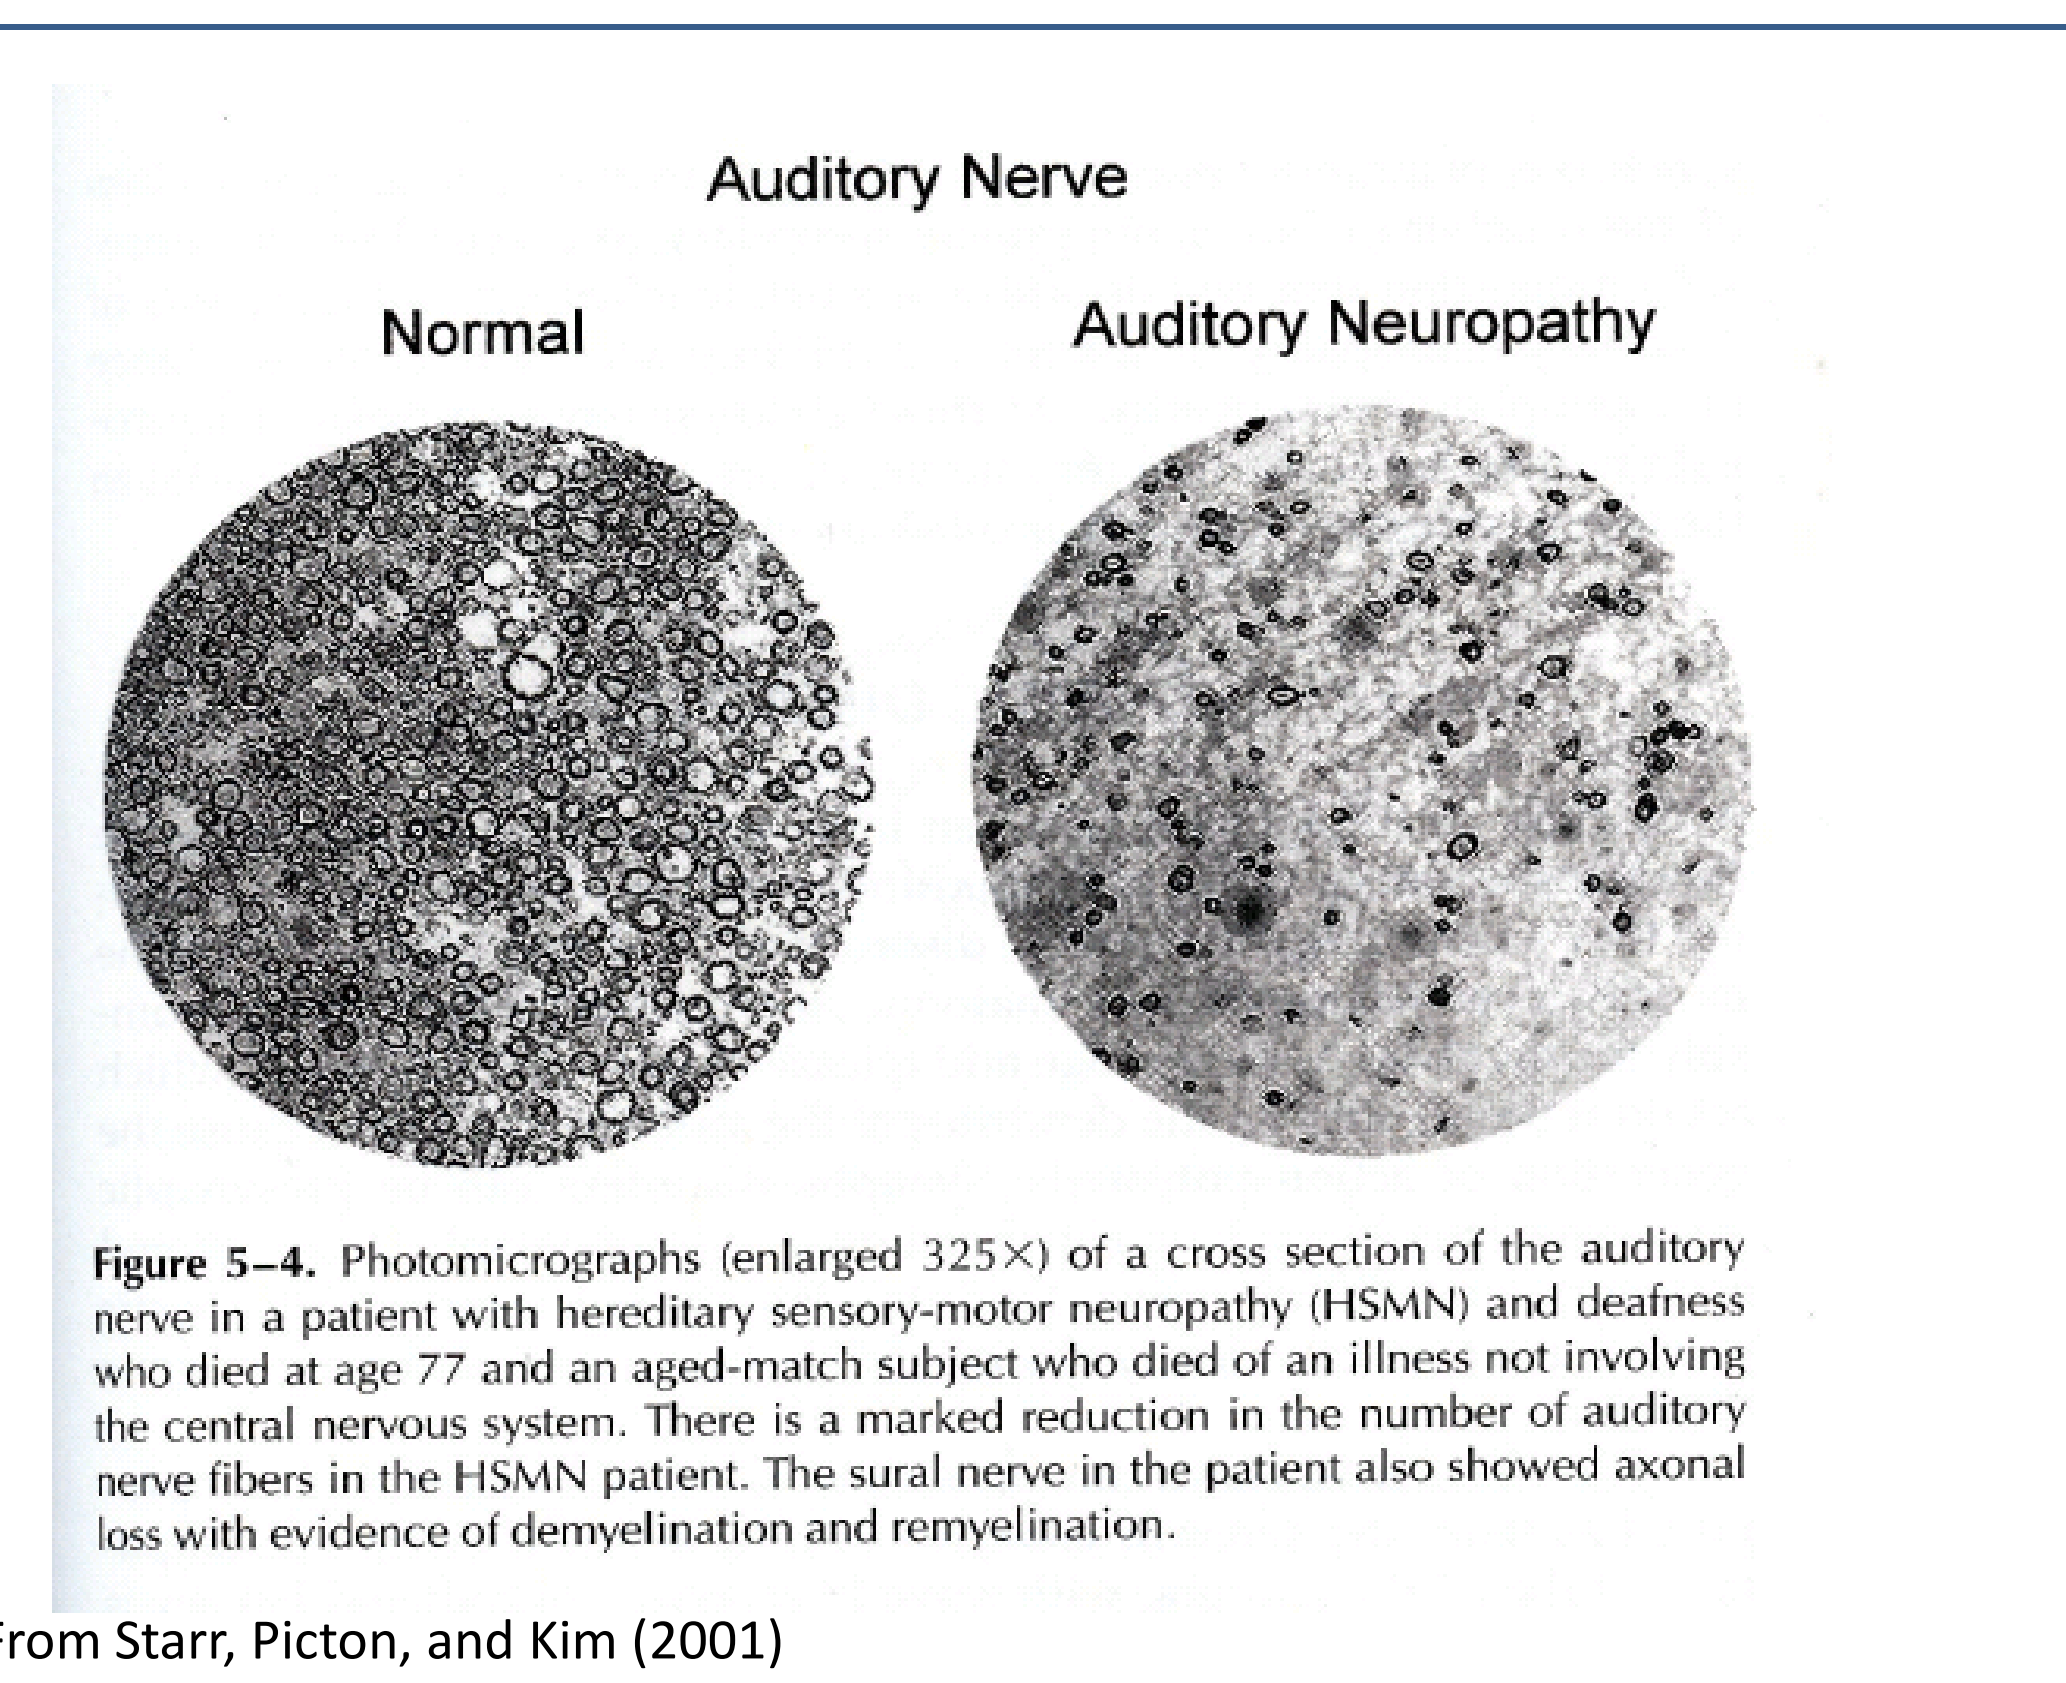 Auditory Nerve
Normal
Auditory Neuropathy
Figure 5–4. Photomicrographs (enlarged 325×) of a cross section of the auditory
nerve in a patient with hereditary sensory-motor neuropathy (HSMN) and deafness
who died at age 77 and an aged-match subject who died of an illness not involving
the central nervous system. There is a marked reduction in the number of auditory
nerve fibers in the HSMN patient. The sural nerve in the patient also showed axonal
loss with evidence of demyelination and remyelination.
From Starr, Picton, and Kim (2001)